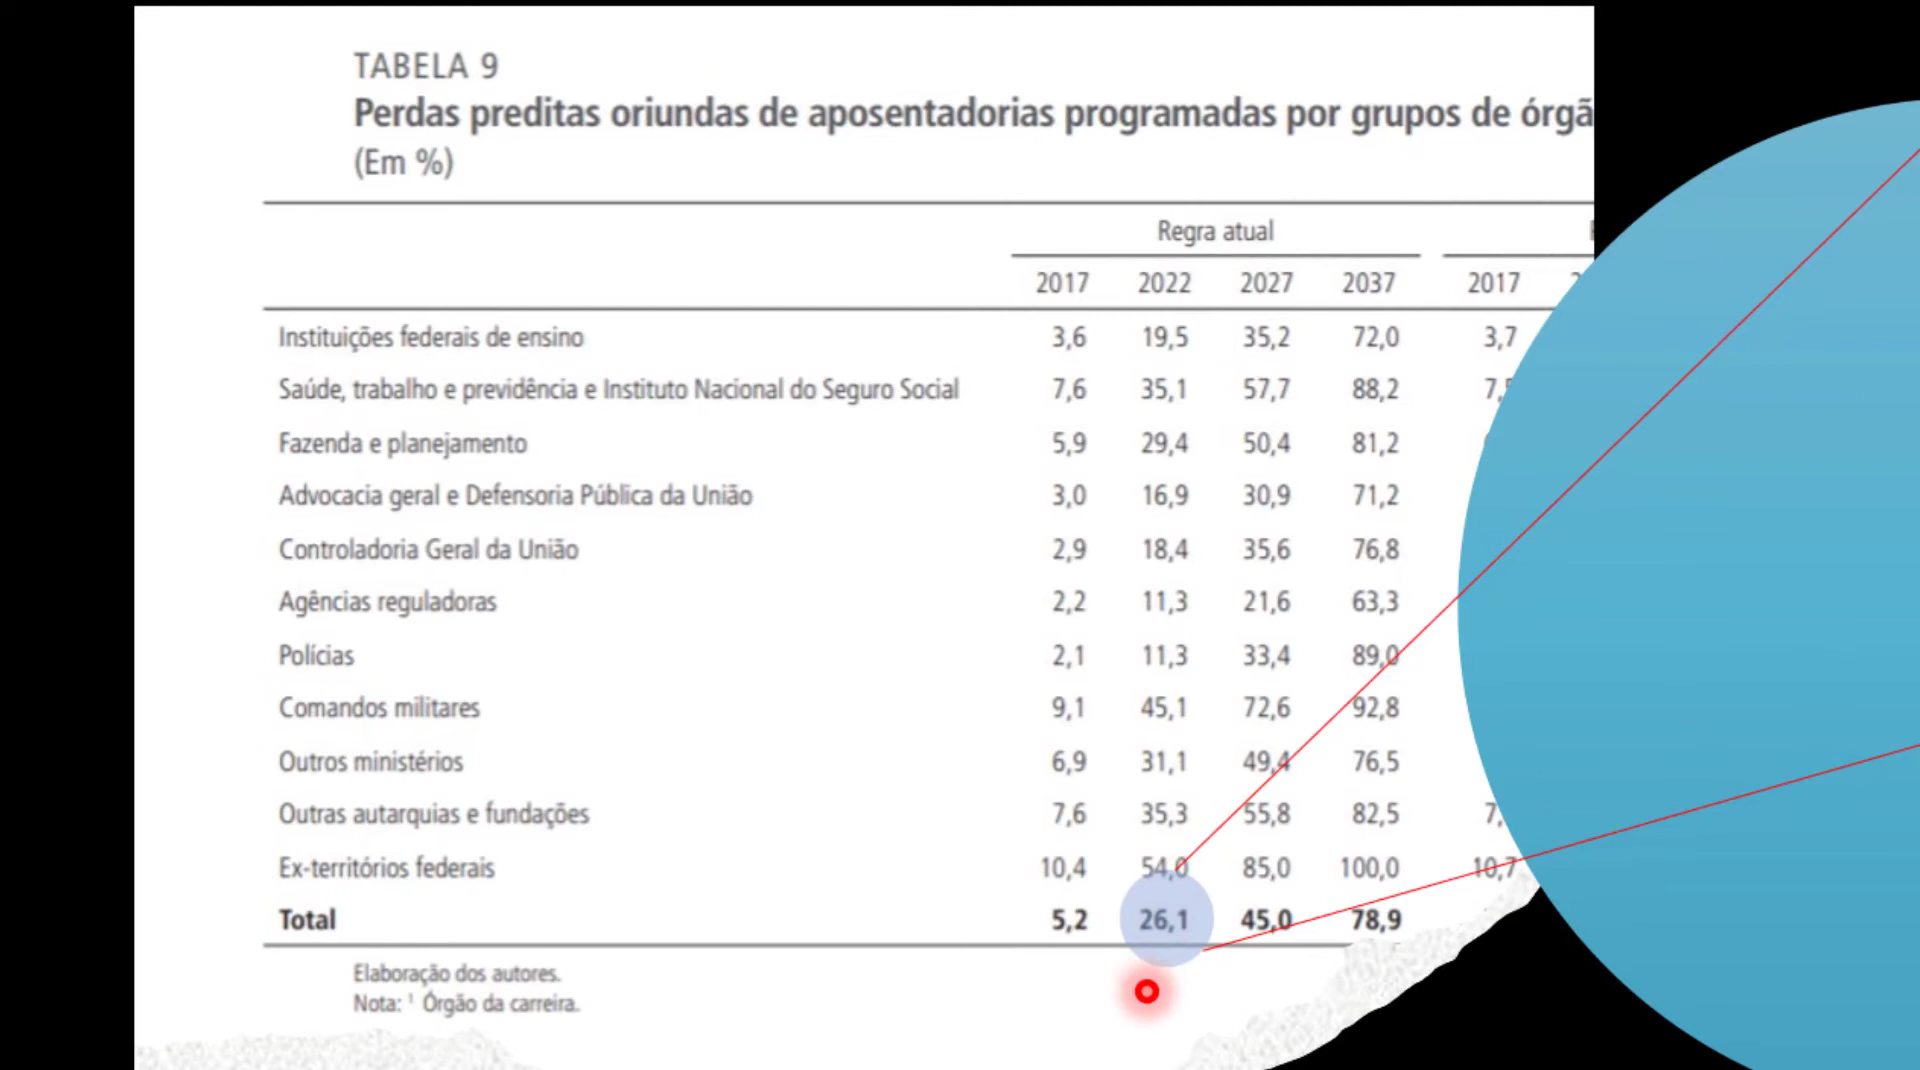 TABELA 9
Perdas preditas oriundas de aposentadorias programadas por grupos de
(Em %)
Regra atual
2017 2022 2027 2037 2017
Instituições federais de ensino 3,6 19,5 35,2 72,0 3,7
Saúde, trabalho e previdência e Instituto Nacional do Seguro Social 7,6 35,1 57,7 88,2
Fazenda e planejamento 5,9 29,4 50,4 81,2
Advocacia geral e Defensoria Pública da União 3,0 16,9 30,9 71,2
Controladoria Geral da União 2,9 18,4 35,6 76,8
Agências reguladoras 2,2 11,3 21,6 63,3
Polícias 2,1 11,3 33,4 89,0
Comandos militares 9,1 45,1 72,6 92,8
Outros ministérios 6,9 31,1 49,4 76,5
Outras autarquias e fundações 7,6 35,3 55,8 82,5
Ex-territórios federais 10,4 54,0 85,0 100,0 10,7
Total 5,2 26,1 45,0 78,9
Elaboração dos autores.
Nota: ¹ Órgão da carreira.